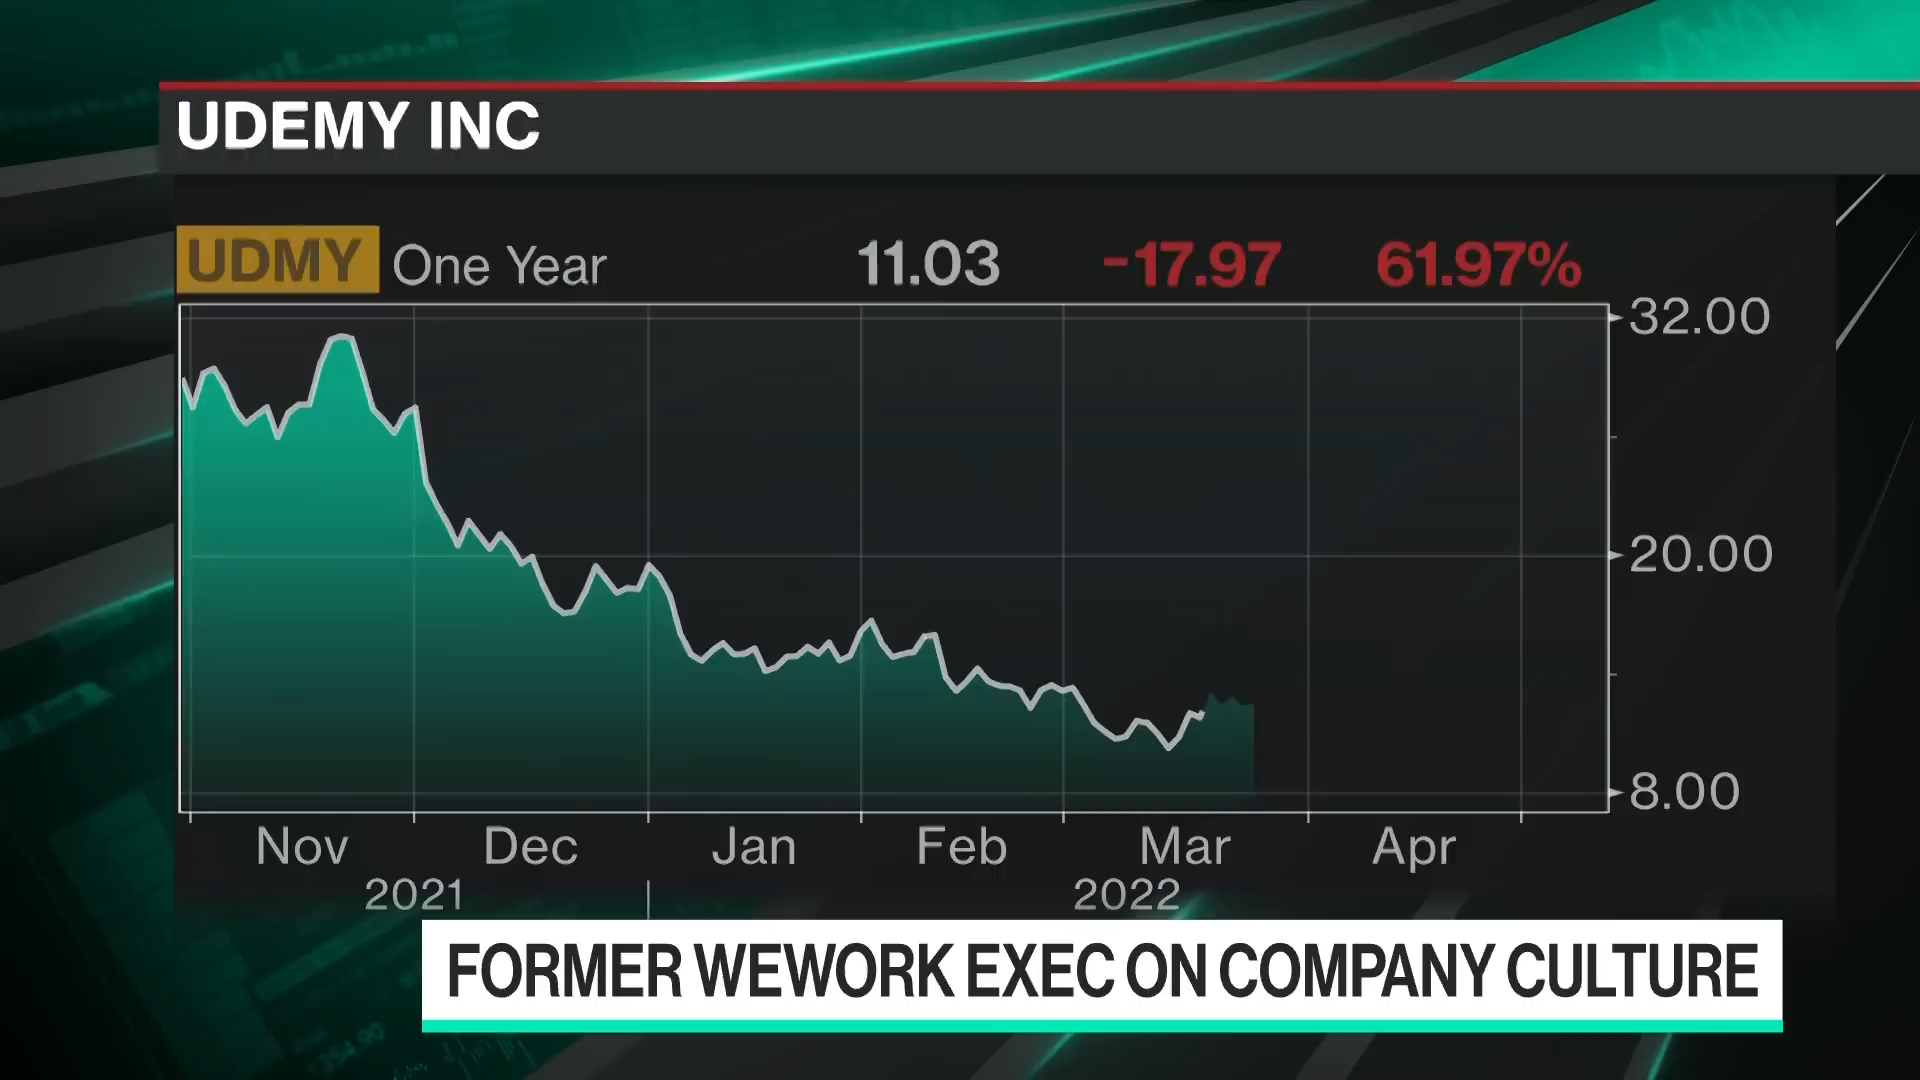 UDEMY INC
UDMY One Year 11.03 -17.97 61.97%
32.00
20.00
8.00
Nov Dec Jan Feb Mar Apr
2021 2022
FORMER WEWORK EXEC ON COMPANY CULTURE